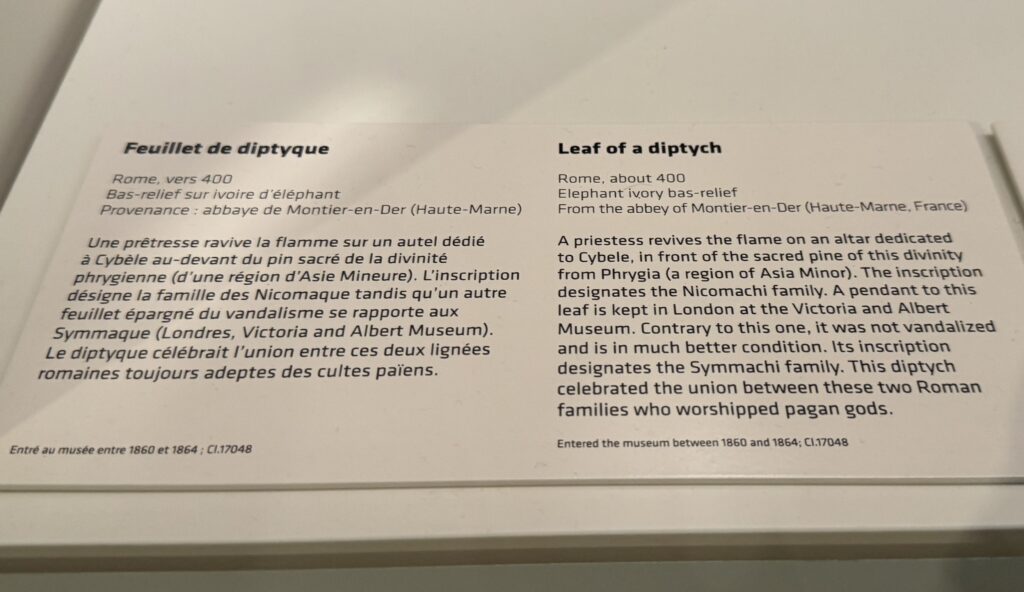 Feuillet de diptyque
Rome, vers 400
Bas-relief sur ivoire d'éléphant
Provenance : abbaye de Montier-en-Der (Haute-Marne)
Une prêtresse ravive la flamme sur un autel dédié
à Cybèle au-devant du pin sacré de la divinité
phrygienne (d'une région d'Asie Mineure). L'inscription
désigne la famille des Nicomaque tandis qu'un autre
feuillet épargné du vandalisme se rapporte aux
Symmaque (Londres, Victoria and Albert Museum).
Le diptyque célébrait l'union entre ces deux lignées
romaines toujours adeptes des cultes païens.
Entré au musée entre 1860 et 1864 ; Cl.17048
Leaf of a diptych
Rome, about 400
Elephant ivory bas-relief
From the abbey of Montier-en-Der (Haute-Marne, France)
A priestess revives the flame on an altar dedicated
to Cybele, in front of the sacred pine of this divinity
from Phrygia (a region of Asia Minor). The inscription
designates the Nicomachi family. A pendant to this
leaf is kept in London at the Victoria and Albert
Museum. Contrary to this one, it was not vandalized
and is in much better condition. Its inscription
designates the Symmachi family. This diptych
celebrated the union between these two Roman
families who worshipped pagan gods.
Entered the museum between 1860 and 1864; Cl.17048